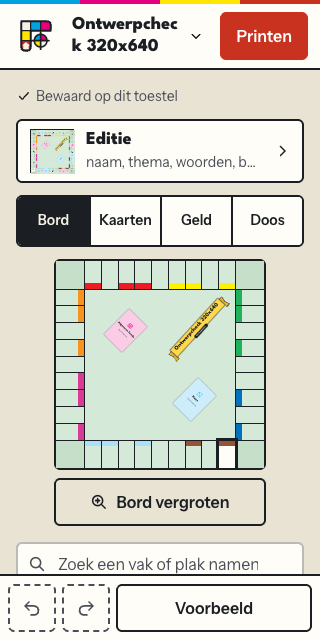 Ontwerpchec
k 320x640
Printen
Bewaard op dit toestel
Editie
naam, thema, woorden, b…
Bord
Kaarten
Geld
Doos
Ontwerpcheck 320x640
Bord vergroten
Zoek een vak of plak namen
Voorbeeld